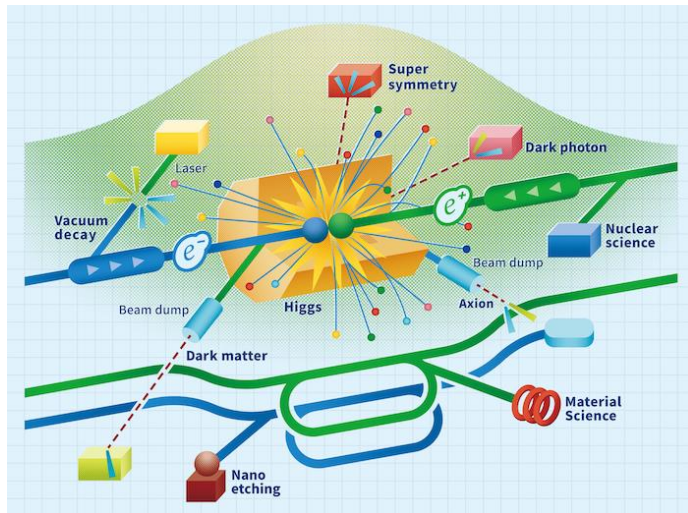 Super
symmetry
Dark photon
Laser
Vacuum
decay
e⁺
e⁻
Nuclear
science
Beam dump
Higgs
Axion
Beam dump
Dark matter
Material
Science
Nano
etching